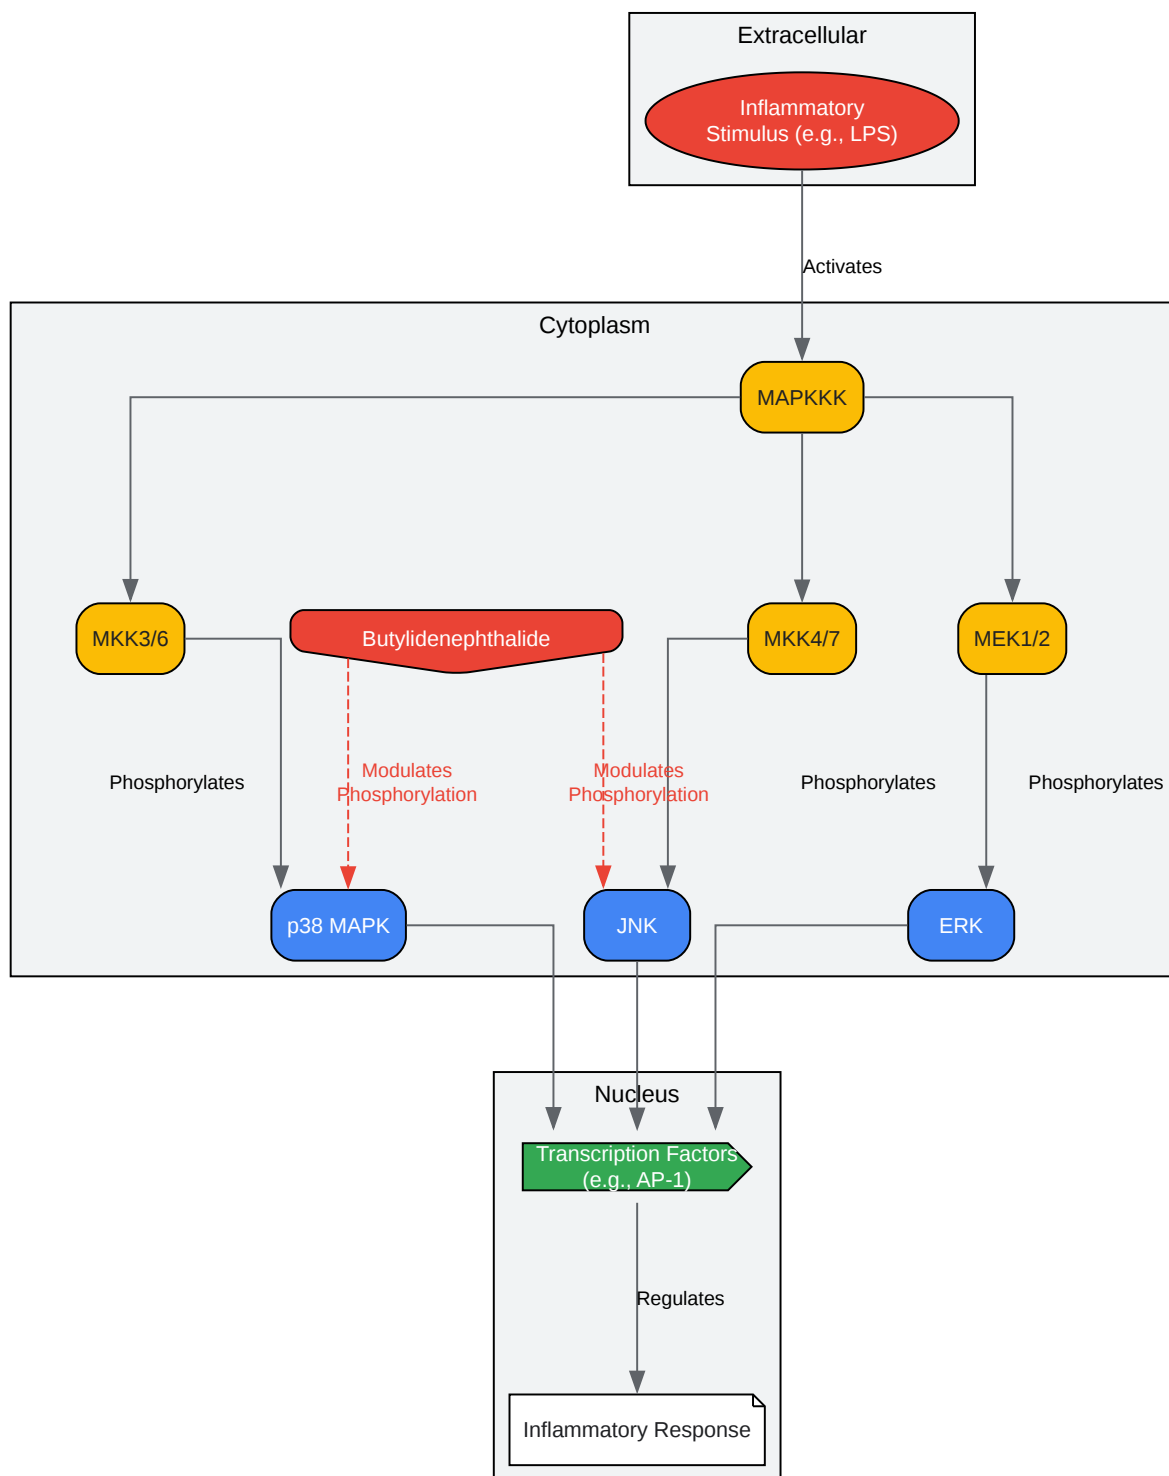 Extracellular
Inflammatory
Stimulus (e.g., LPS)
Activates
Cytoplasm
MAPKKK
MKK3/6
Butylidenephthalide
MKK4/7
MEK1/2
Phosphorylates
Modulates
Phosphorylation
Modulates
Phosphorylation
Phosphorylates
Phosphorylates
p38 MAPK
JNK
ERK
Nucleus
Transcription Factors
(e.g., AP-1)
Regulates
Inflammatory Response